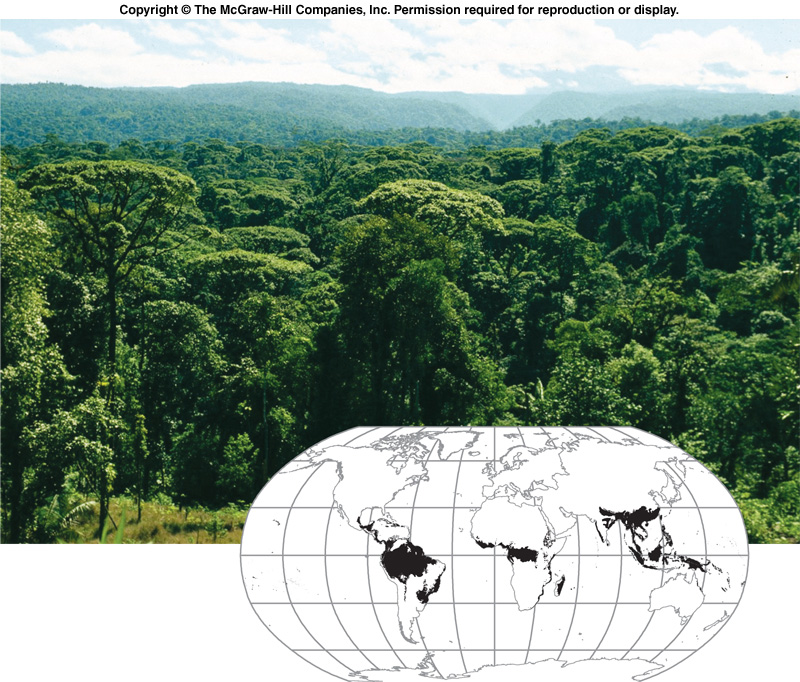 Copyright © The McGraw-Hill Companies, Inc. Permission required for reproduction or display.